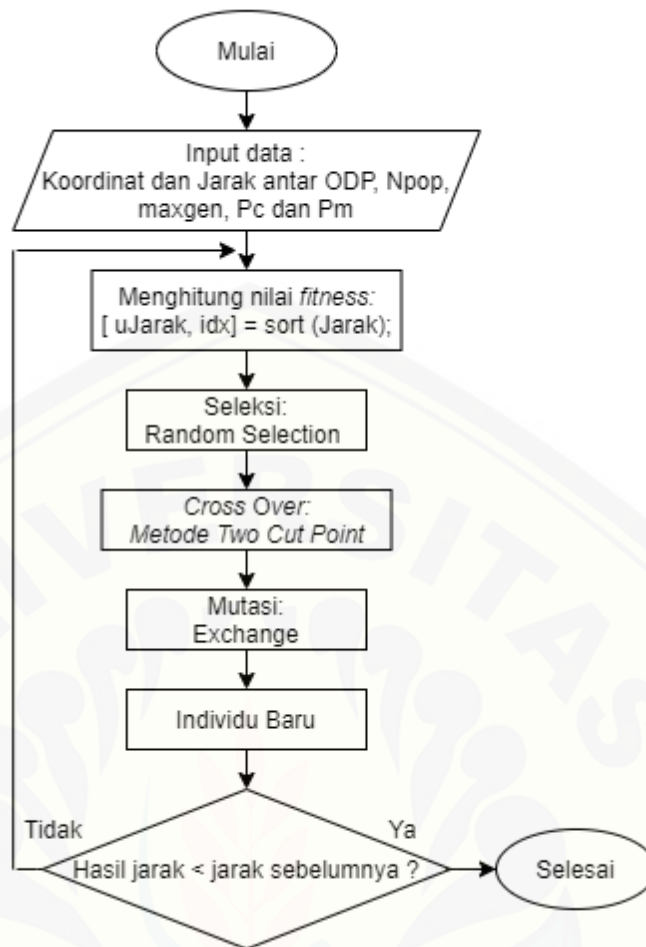 Mulai
Input data :
Koordinat dan Jarak antar ODP, Npop,
maxgen, Pc dan Pm
Menghitung nilai fitness:
[ uJarak, idx] = sort (Jarak);
Seleksi:
Random Selection
Cross Over:
Metode Two Cut Point
Mutasi:
Exchange
Individu Baru
Tidak
Ya
Hasil jarak < jarak sebelumnya ?
Selesai